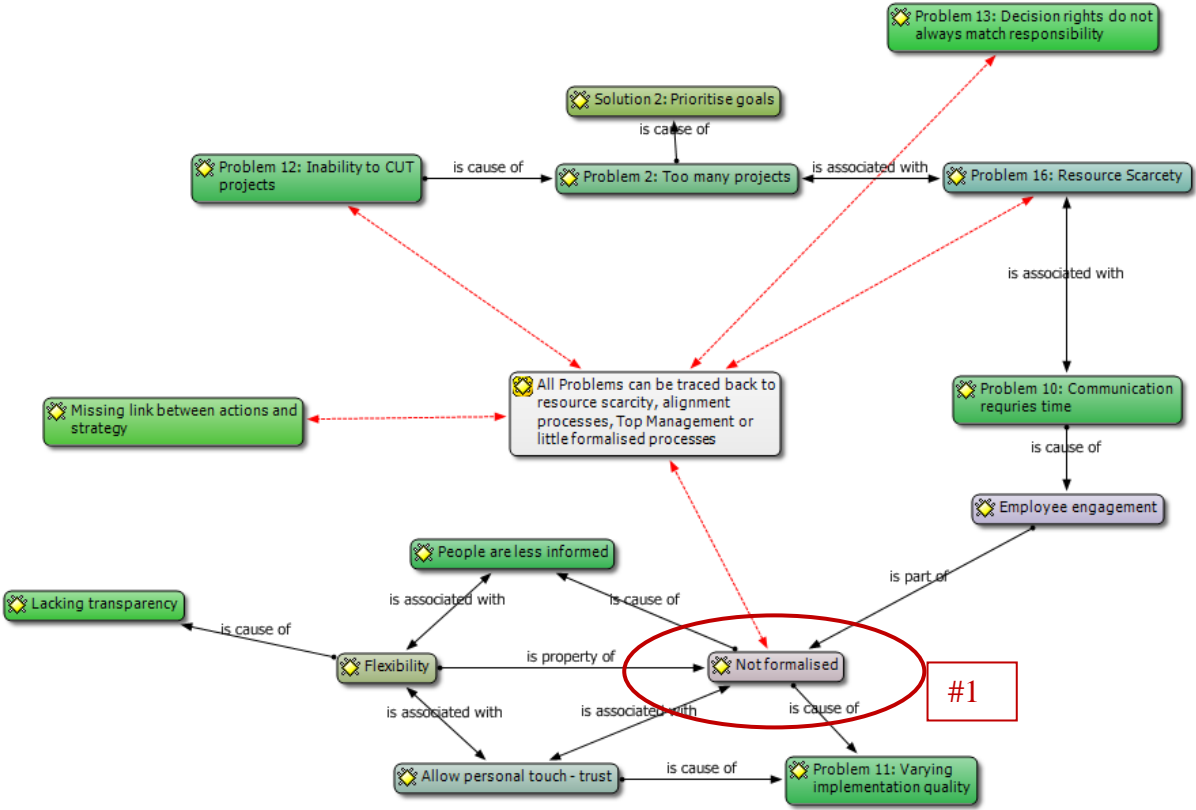 Problem 13: Decision rights do not
always match responsibility
Solution 2: Prioritise goals
is cause of
Problem 12: Inability to CUT
projects
is cause of
Problem 2: Too many projects
is associated with
Problem 16: Resource Scarcety
is associated with
All Problems can be traced back to
resource scarcity, alignment
processes, Top Management or
little formalised processes
Missing link between actions and
strategy
Problem 10: Communication
requries time
is cause of
Employee engagement
People are less informed
is part of
Lacking transparency
is associated with
is cause of
is cause of
Flexibility
is property of
Not formalised
#1
is associated with
is associated with
is cause of
Allow personal touch - trust
is cause of
Problem 11: Varying
implementation quality